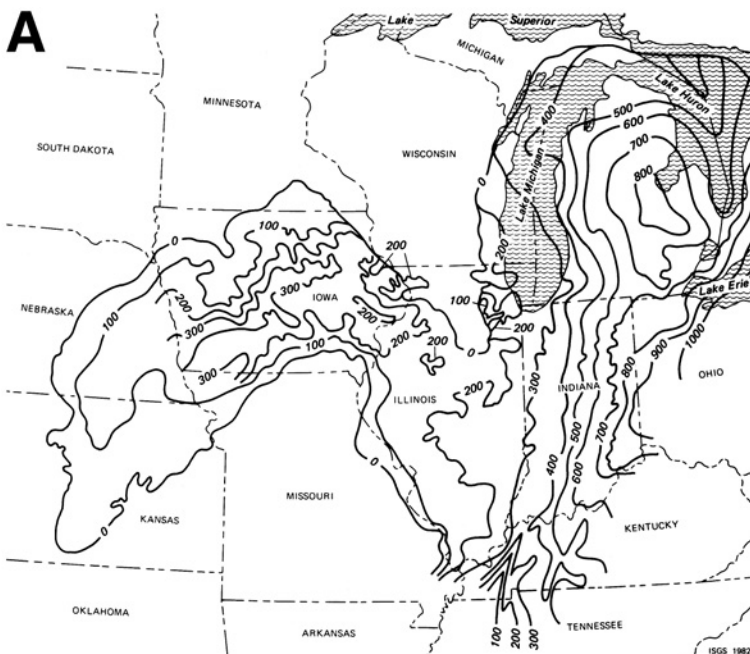 A
Lake
Superior
MICHIGAN
MINNESOTA
Lake Huron
400
500
600
SOUTH DAKOTA
WISCONSIN
700
800
0
Lake Michigan
0
100
200
200
Lake Erie
NEBRASKA
200
300
IOWA
100
100
200
200
300
200
200
0
1000
900
800
100
300
INDIANA
OHIO
300
ILLINOIS
200
700
500
400
600
0
MISSOURI
KANSAS
KENTUCKY
0
OKLAHOMA
ARKANSAS
100
200
300
TENNESSEE
ISGS 1982